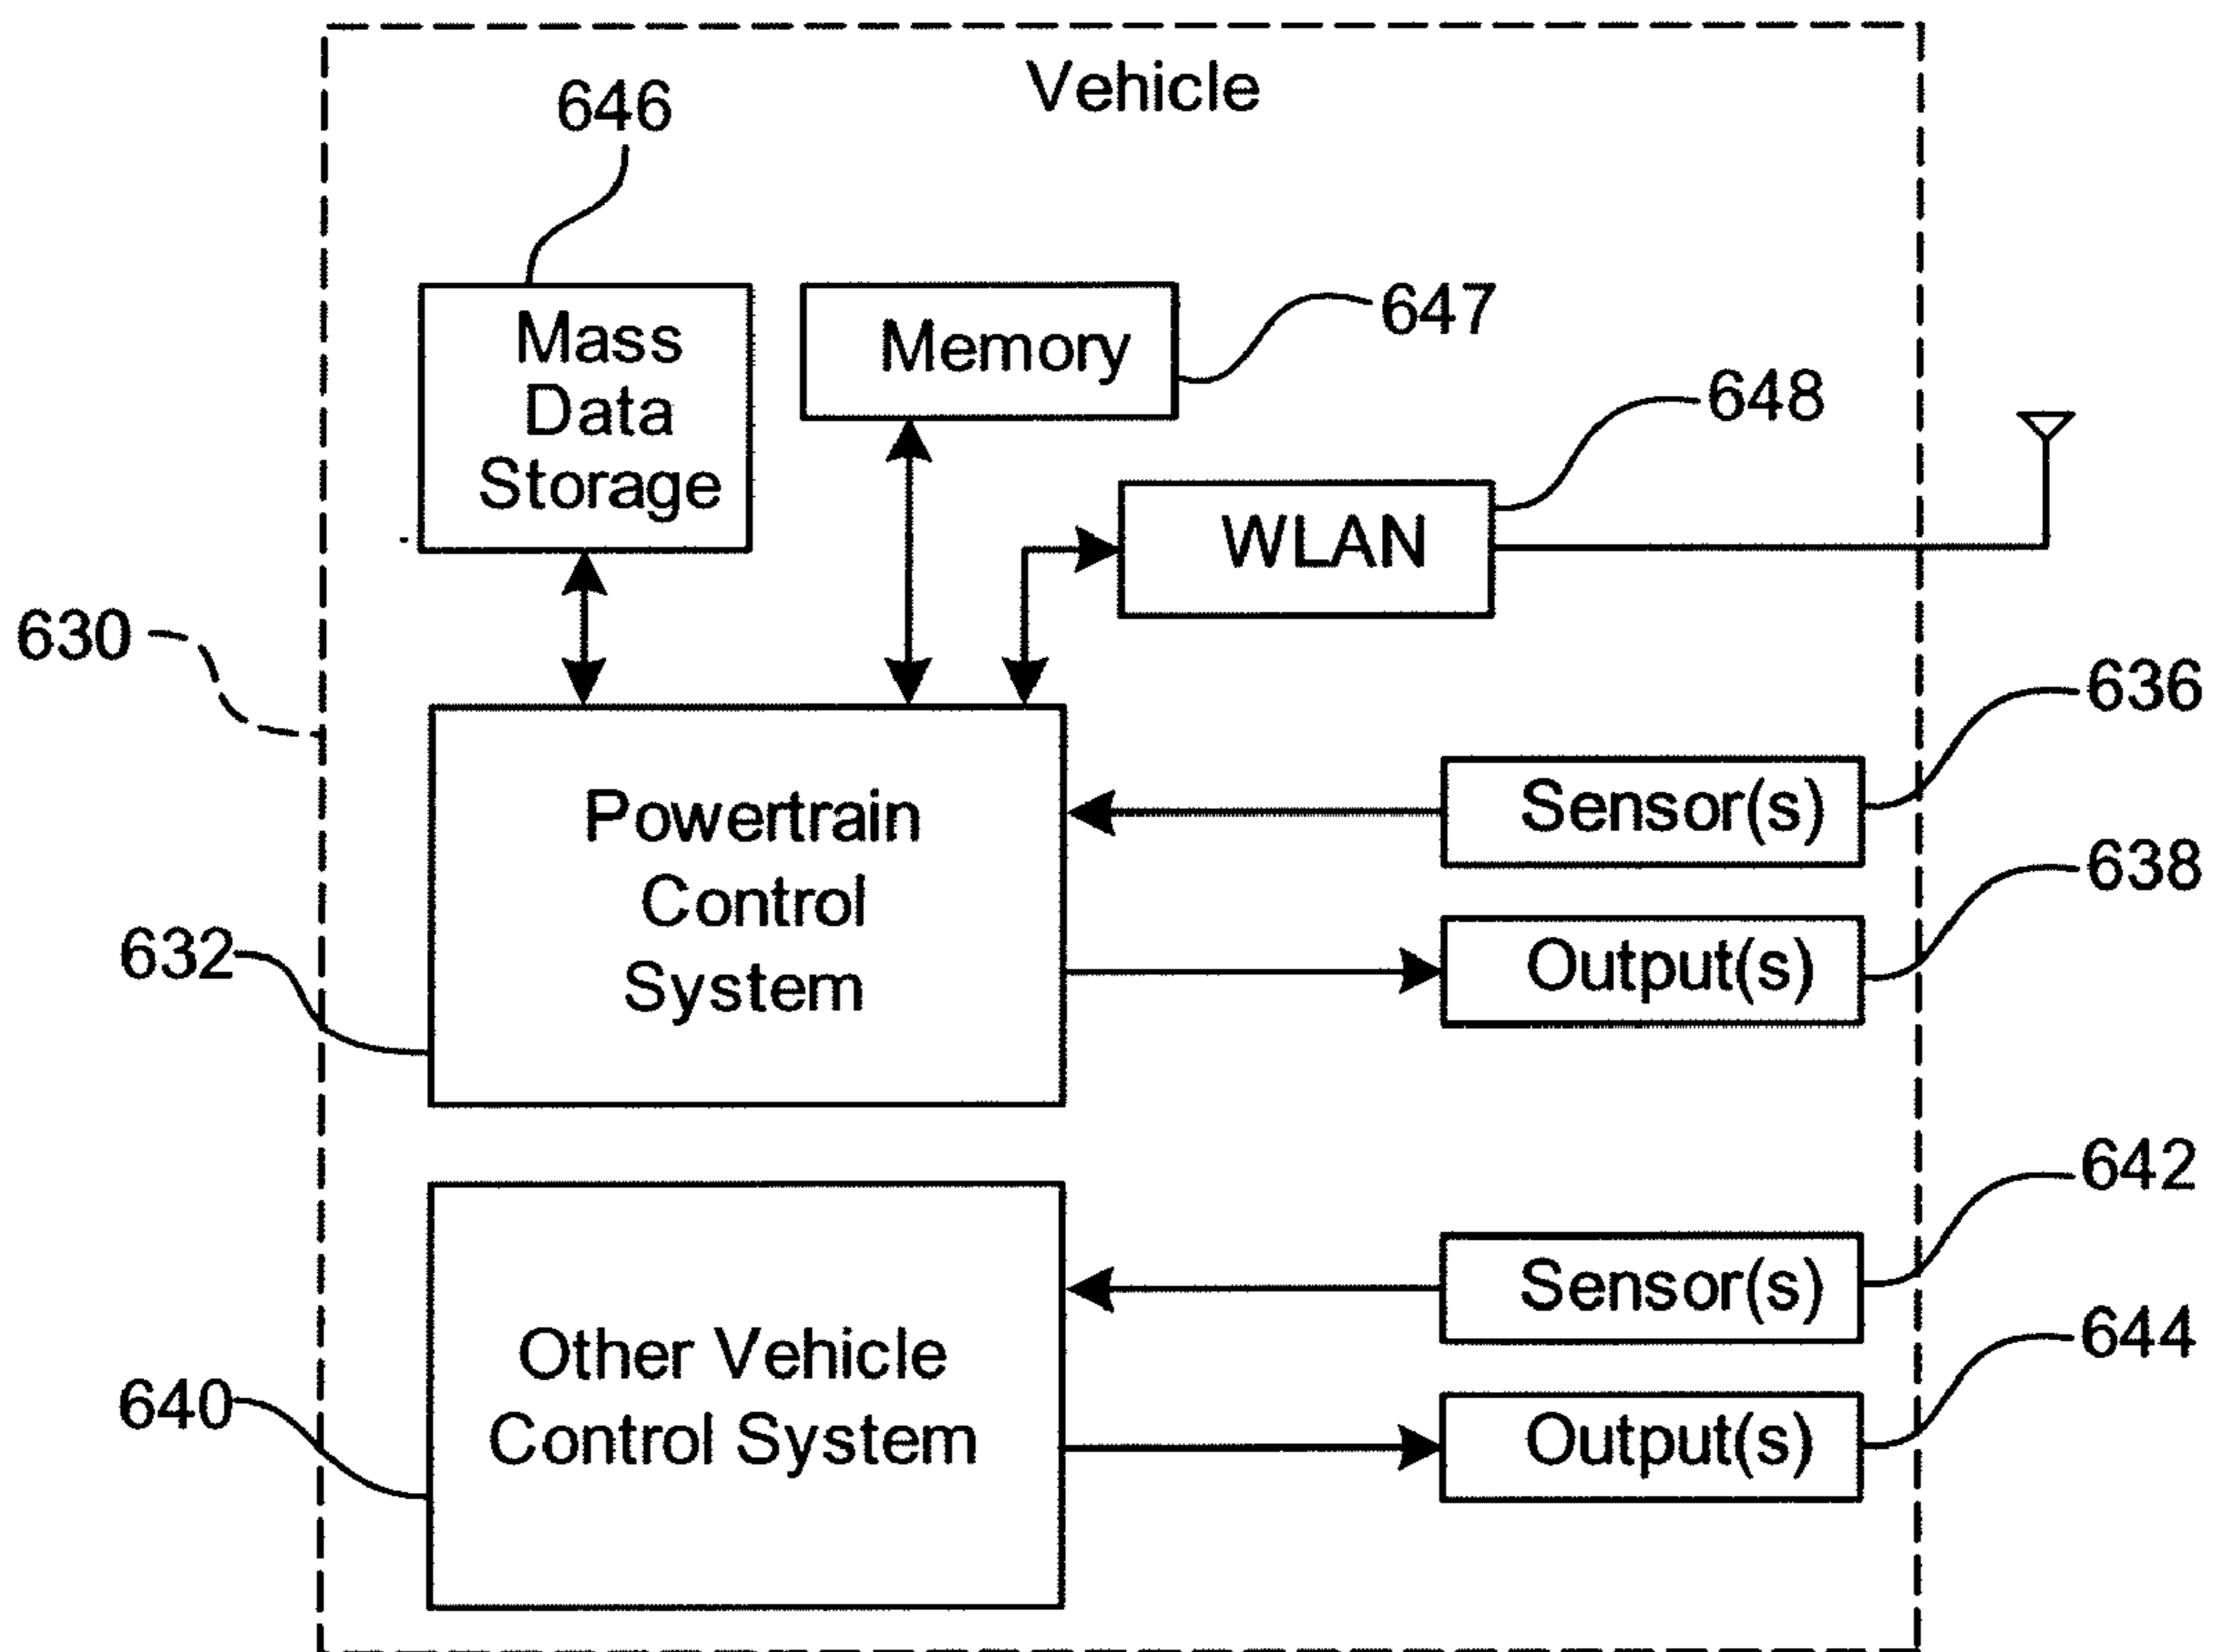 Vehicle
646
Mass
Data
Storage
Memory
647
648
WLAN
630
636
Sensor(s)
Powertrain
Control
System
638
Output(s)
632
642
Sensor(s)
Other Vehicle
Control System
644
Output(s)
640